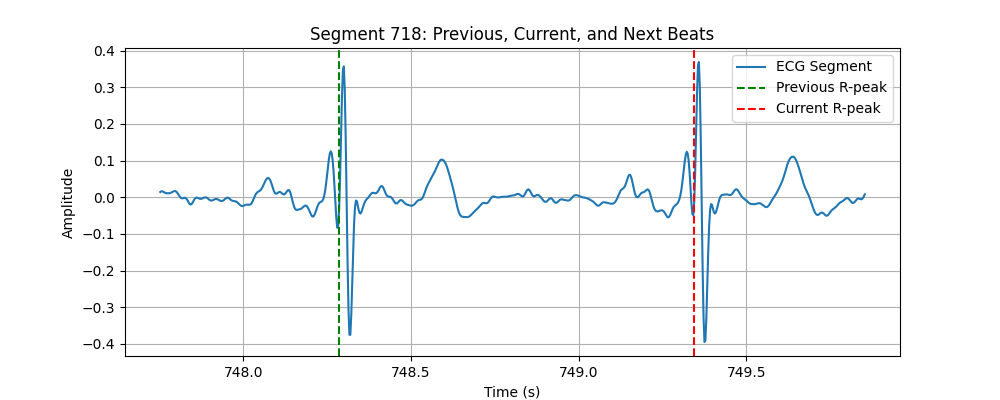 Segment 718: Previous, Current, and Next Beats
ECG Segment
Previous R-peak
Current R-peak
Amplitude
0.4
0.3
0.2
0.1
0.0
−0.1
−0.2
−0.3
−0.4
748.0 748.5 749.0 749.5
Time (s)